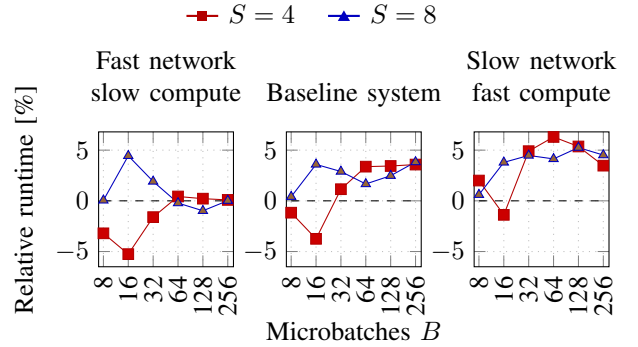 S = 4 S = 8
Fast network
slow compute
Baseline system
Slow network
fast compute
Relative runtime [%]
5
0
−5
8 16 32 64 128 256
5
0
−5
8 16 32 64 128 256
5
0
−5
8 16 32 64 128 256
Microbatches B